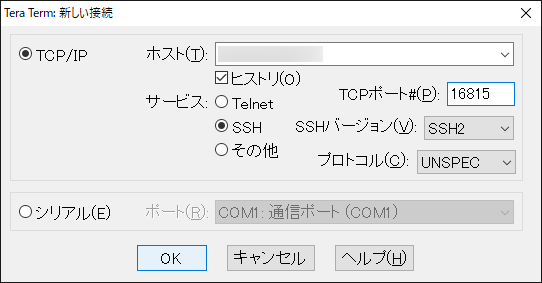 Tera Term: 新しい接続
TCP/IP
ホスト(T):
ヒストリ(O)
サービス:
Telnet
TCPポート#(P): 16815
SSH
SSHバージョン(V): SSH2
その他
プロトコル(C): UNSPEC
シリアル(E)
ポート(R): COM1: 通信ポート (COM1)
OK キャンセル ヘルプ(H)